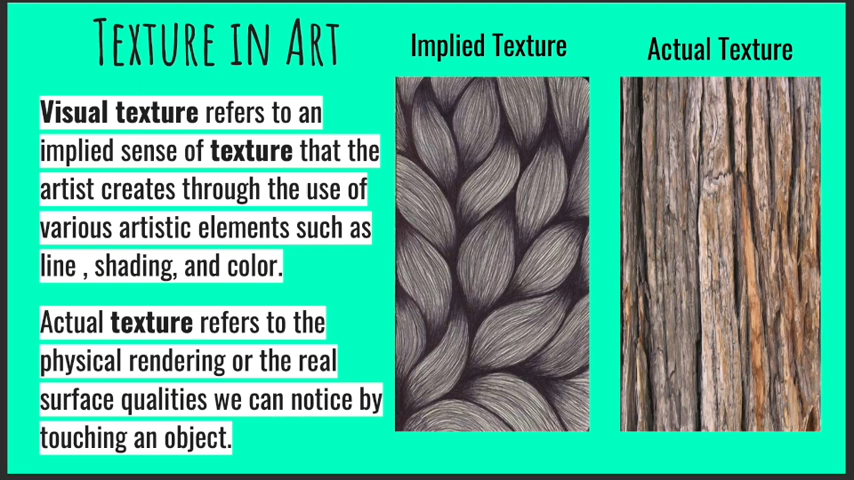 Texture in Art
Implied Texture
Actual Texture
Visual texture refers to an
implied sense of texture that the
artist creates through the use of
various artistic elements such as
line , shading, and color.
Actual texture refers to the
physical rendering or the real
surface qualities we can notice by
touching an object.